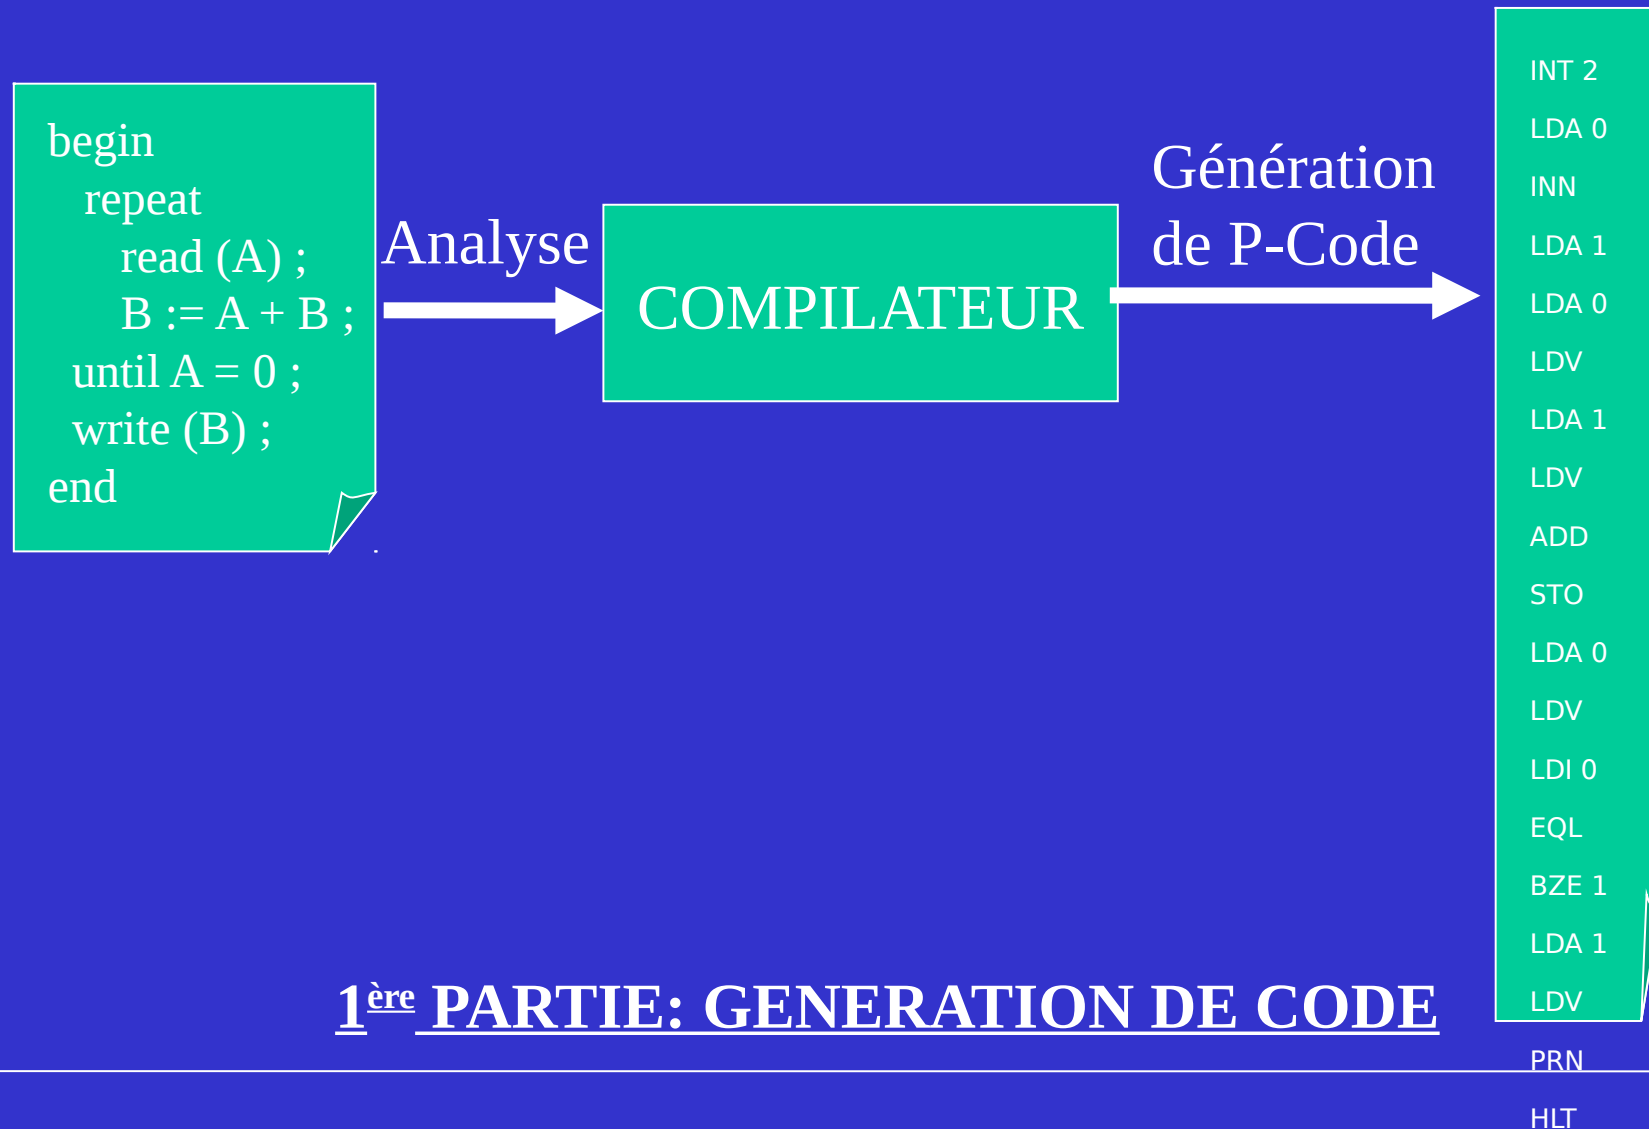 begin
repeat
read (A) ;
B := A + B ;
until A = 0 ;
write (B) ;
end
Analyse
COMPILATEUR
Génération
de P-Code
INT 2
LDA 0
INN
LDA 1
LDA 0
LDV
LDA 1
LDV
ADD
STO
LDA 0
LDV
LDI 0
EQL
BZE 1
LDA 1
LDV
PRN
HLT
1ère PARTIE: GENERATION DE CODE